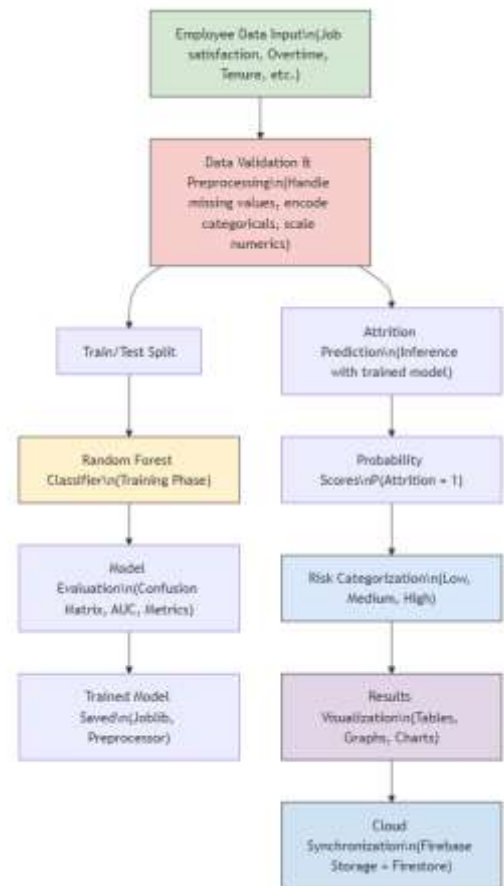 Employee Data Input\n(Job
satisfaction, Overtime,
Tenure, etc.)
Data Validation &
Preprocessing\n(Handle
missing values, encode
categoricals, scale
numerics)
Train/Test Split
Random Forest
Classifier\n(Training Phase)
Model
Evaluation\n(Confusion
Matrix, AUC, Metrics)
Trained Model
Saved\n(Joblib,
Preprocessor)
Attrition
Prediction\n(Inference
with trained model)
Probability
Scores\nP(Attrition = 1)
Risk Categorization\n(Low,
Medium, High)
Results
Visualization\n(Tables,
Graphs, Charts)
Cloud
Synchronization\n(Firebase
Storage + Firestore)